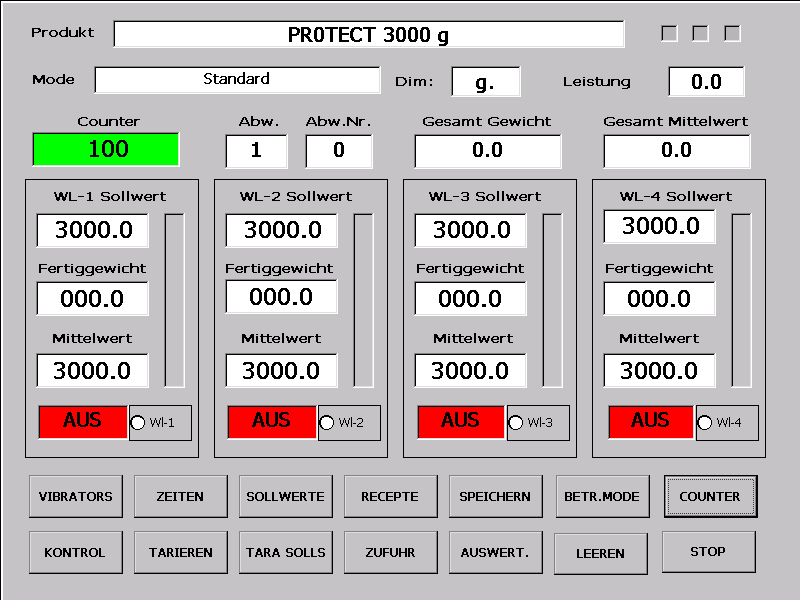 Produkt PR0TECT 3000 g
Mode Standard Dim: g. Leistung 0.0
Counter Abw. Abw.Nr. Gesamt Gewicht Gesamt Mittelwert
100 1 0 0.0 0.0
WL-1 Sollwert WL-2 Sollwert WL-3 Sollwert WL-4 Sollwert
3000.0 3000.0 3000.0 3000.0
Fertiggewicht Fertiggewicht Fertiggewicht Fertiggewicht
000.0 000.0 000.0 000.0
Mittelwert Mittelwert Mittelwert Mittelwert
3000.0 3000.0 3000.0 3000.0
AUS Wl-1 AUS Wl-2 AUS Wl-3 AUS Wl-4
VIBRATORS ZEITEN SOLLWERTE RECEPTE SPEICHERN BETR.MODE COUNTER
KONTROL TARIEREN TARA SOLLS ZUFUHR AUSWERT. LEEREN STOP